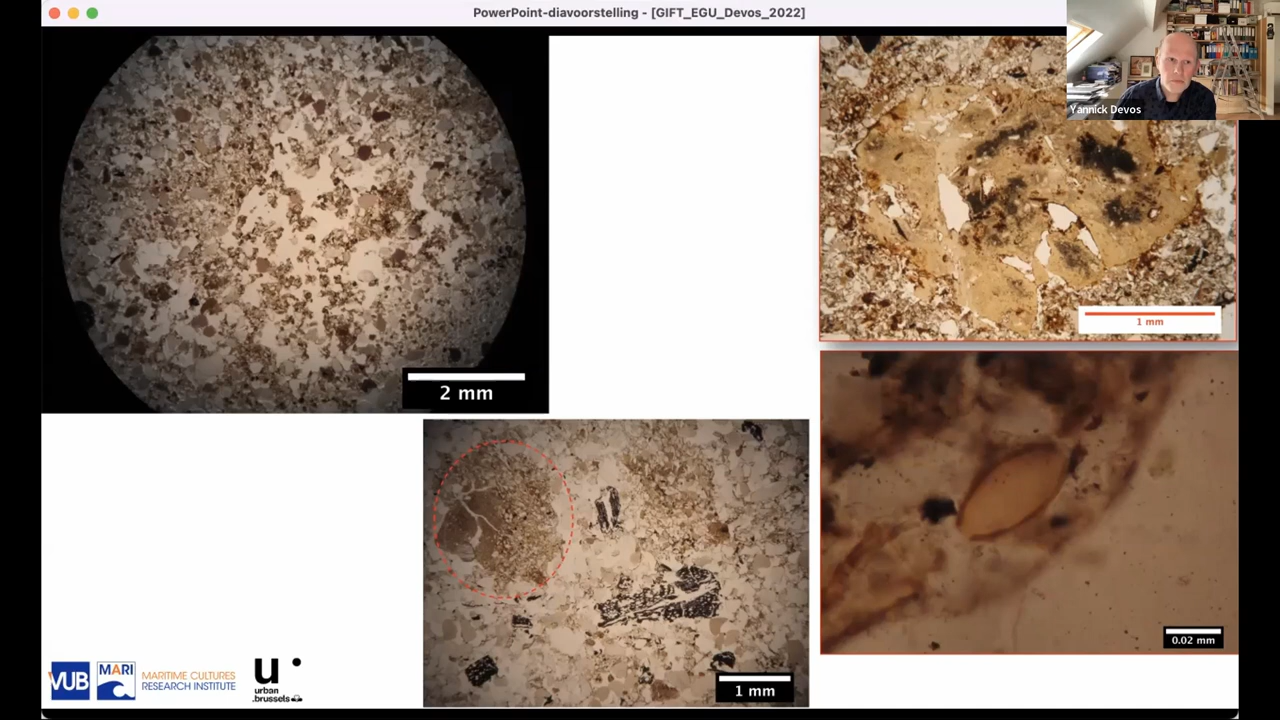 PowerPoint-diavoorstelling - [GIFT_EGU_Devos_2022]
Yannick Devos
2 mm
1 mm
1 mm
0.02 mm
VUB
MARI
MARITIME CULTURES
RESEARCH INSTITUTE
u
urban
.brussels